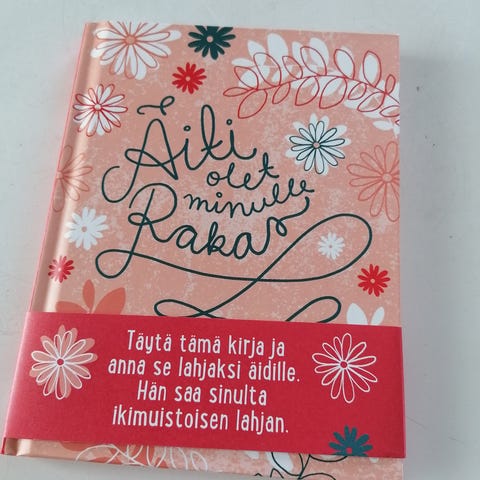 Äiti
olet
minulle
Rakas
Täytä tämä kirja ja
anna se lahjaksi äidille.
Hän saa sinulta
ikimuistoisen lahjan.